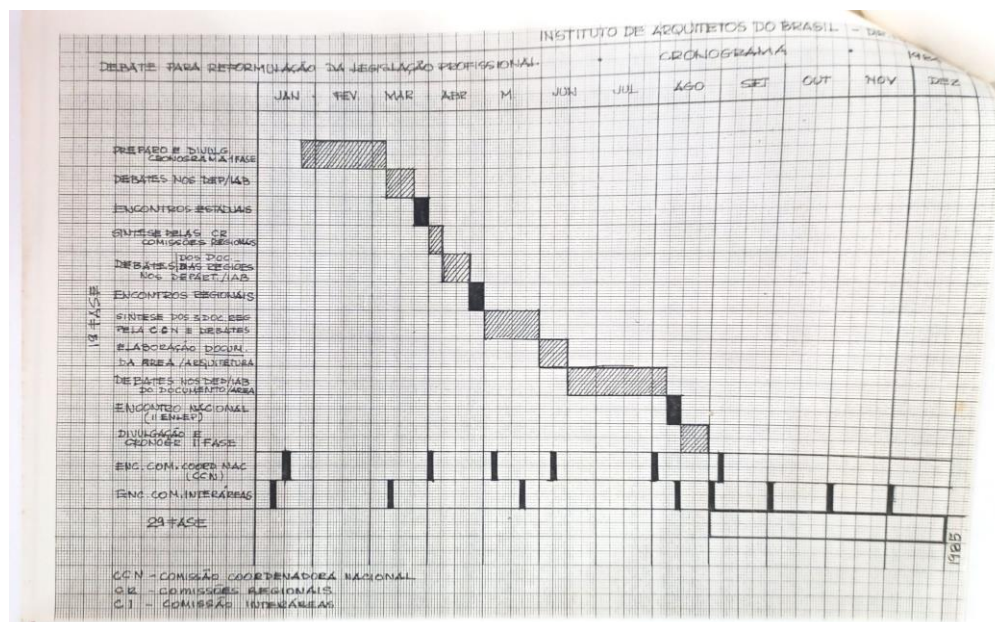 INSTITUTO DE ARQUITETOS DO BRASIL -
DEBATE PARA REFORMULAÇÃO DA LEGISLAÇÃO PROFISSIONAL
CRONOGRAMA
JAN FEV. MAR ABR M JUN JUL AGO SET OUT NOV DEZ
PREPARO E DIVULG.
CRONOGRAMA 1 FASE
DEBATES NOS DEP/IAB
ENCONTROS ESTADUAIS
SINTESE PELAS CR
COMISSÕES REGIONAIS
DOS DOC.
DEBATES DAS REGIÕES
NOS DEPART./IAB
ENCONTROS REGIONAIS
SINTESE DOS 5 DOC. REG
PELA CCN E DEBATES
ELABORAÇÃO DOCUM.
DA AREA / ARQUITETURA
DEBATES NOS DEP/IAB
DO DOCUMENTO/AREA
ENCONTRO NACIONAL
(II ENLEP)
DIVULGAÇÃO E
CRONOGR II FASE
1ª FASE
ENC. COM. COORD NAC
(CCN)
ENC. COM. INTERÁREAS
2ª FASE
1985
CCN - COMISSÃO COORDENADORA NACIONAL
CR - COMISSÕES REGIONAIS
CI - COMISSÃO INTERÁREAS